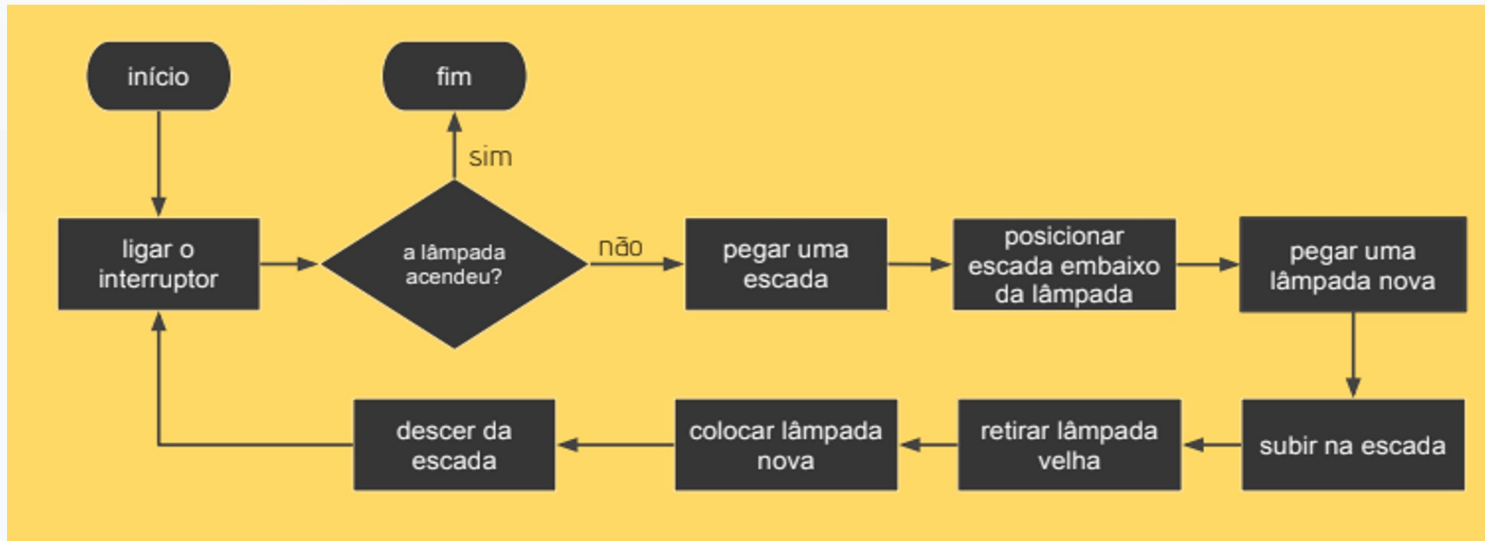 início
fim
sim
ligar o
interruptor
a lâmpada
acendeu?
não
pegar uma
escada
posicionar
escada embaixo
da lâmpada
pegar uma
lâmpada nova
subir na escada
retirar lâmpada
velha
colocar lâmpada
nova
descer da
escada